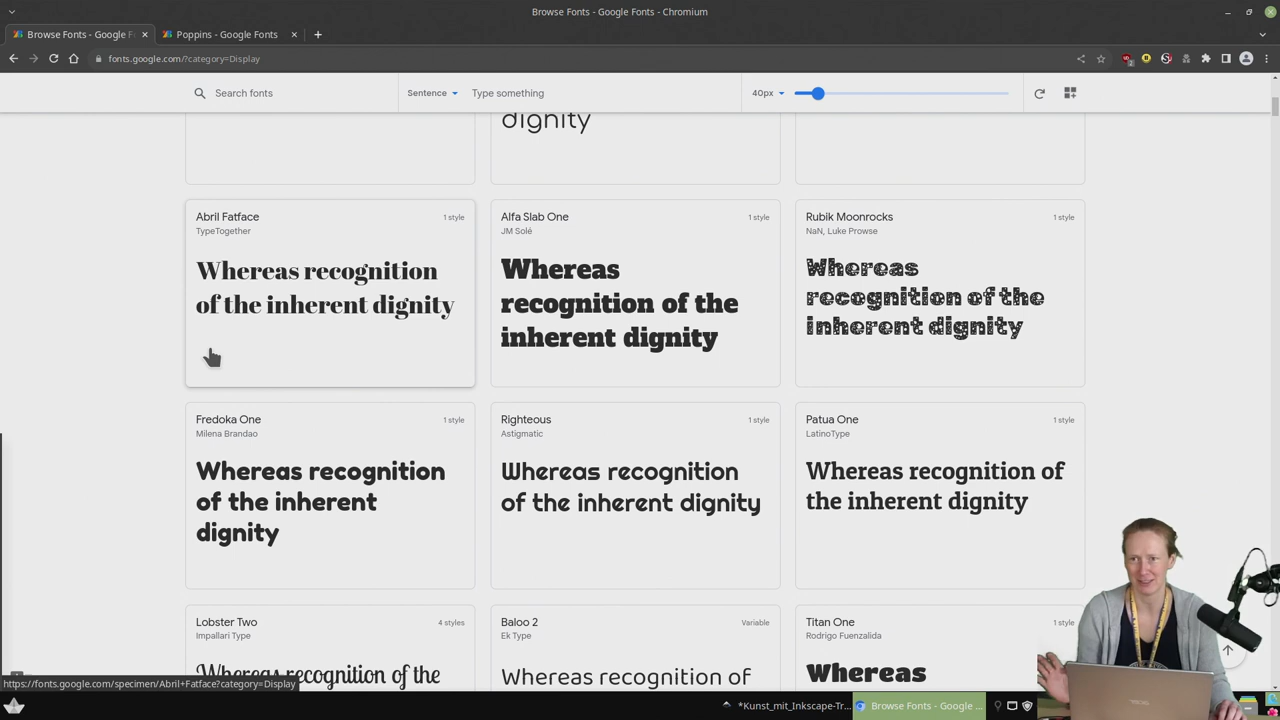 Browse Fonts - Google Fonts - Chromium
Browse Fonts - Google F
Poppins - Google Fonts
fonts.google.com/?category=Display
2
Search fonts
Sentence
Type something
40px
dignity
Abril Fatface
1 style
TypeTogether
Whereas recognition
of the inherent dignity
Alfa Slab One
1 style
JM Solé
Whereas
recognition of the
inherent dignity
Rubik Moonrocks
1 style
NaN, Luke Prowse
Whereas
recognition of the
inherent dignity
Fredoka One
1 style
Milena Brandao
Whereas recognition
of the inherent
dignity
Righteous
1 style
Astigmatic
Whereas recognition
of the inherent dignity
Patua One
1 style
LatinoType
Whereas recognition of
the inherent dignity
Lobster Two
4 styles
Impallari Type
Whereas recognition of the
Baloo 2
Variable
Ek Type
Whereas recognition of
Titan One
1 style
Rodrigo Fuenzalida
Whereas
https://fonts.google.com/specimen/Abril+Fatface?category=Display
*Kunst_mit_Inkscape-Tr...
Browse Fonts - Google ...